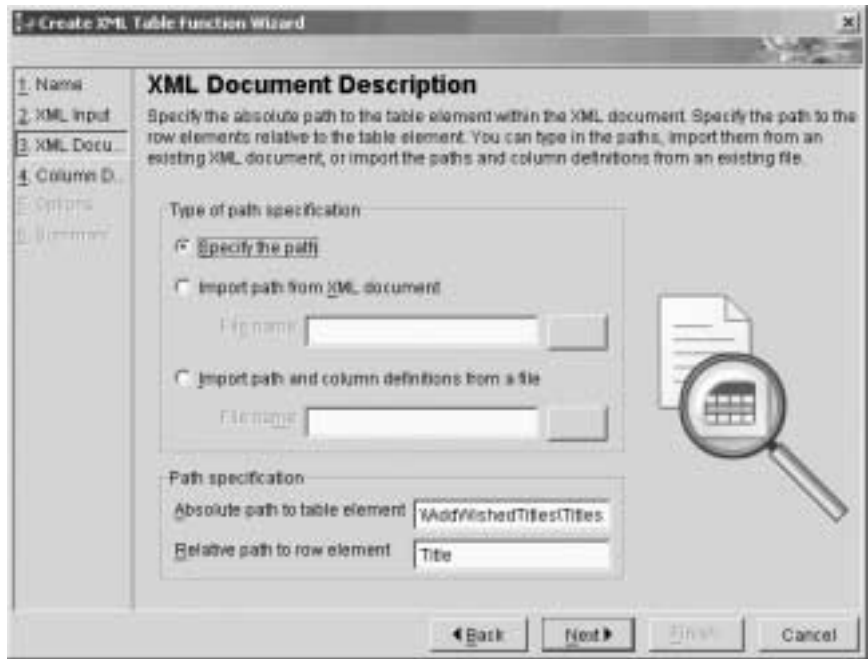 Create XML Table Function Wizard
1. Name
2. XML Input
3. XML Docu...
4. Column D...
5. Options
6. Summary
XML Document Description
Specify the absolute path to the table element within the XML document. Specify the path to the
row elements relative to the table element. You can type in the paths, import them from an
existing XML document, or import the paths and column definitions from an existing file.
Type of path specification
Specify the path
Import path from XML document
File name
Import path and column definitions from a file
File name
Path specification
Absolute path to table element
AddWishedTitles\Titles
Relative path to row element
Title
Back
Next
Finish
Cancel